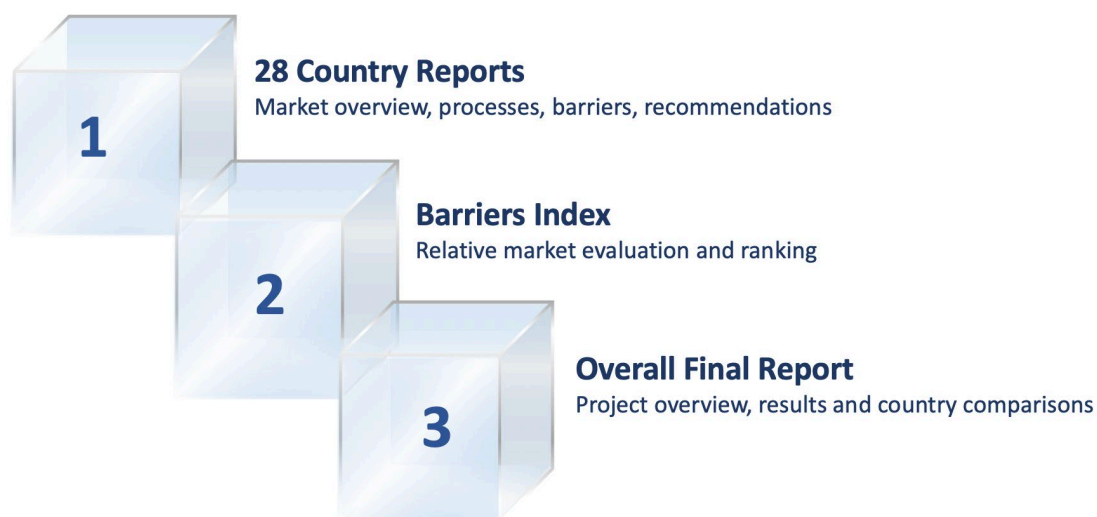 1
28 Country Reports
Market overview, processes, barriers, recommendations
2
Barriers Index
Relative market evaluation and ranking
3
Overall Final Report
Project overview, results and country comparisons